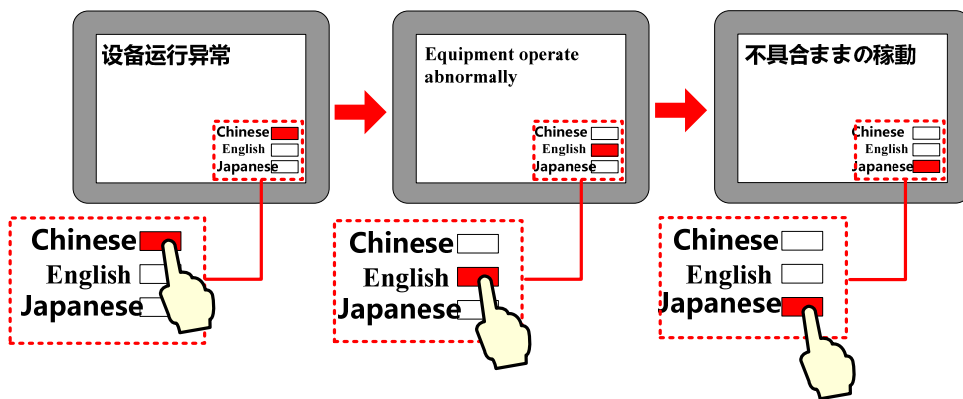 设备运行异常
Chinese
English
Japanese
Equipment operate
abnormally
Chinese
English
Japanese
不具合ままの稼動
Chinese
English
Japanese
Chinese
English
Japanese
Chinese
English
Japanese
Chinese
English
Japanese